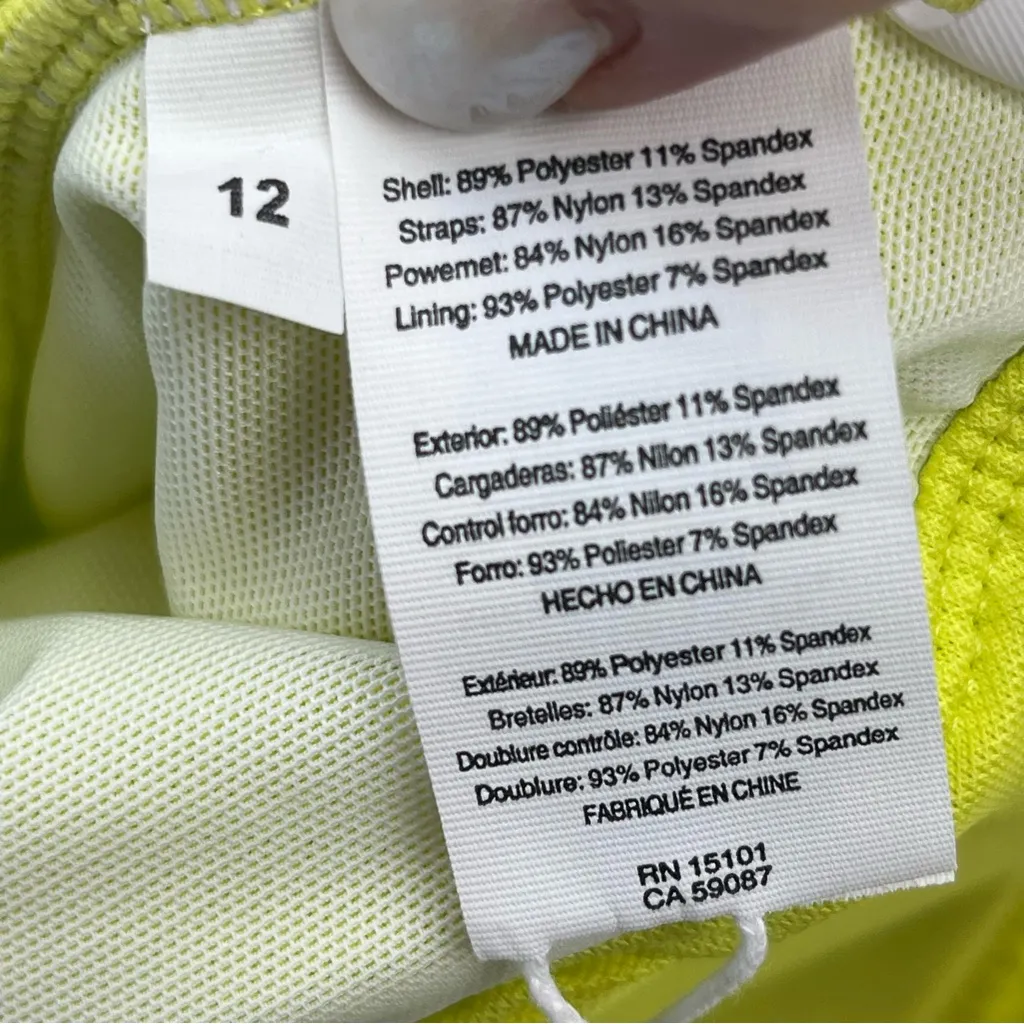 12
Shell: 89% Polyester 11% Spandex
Straps: 87% Nylon 13% Spandex
Powernet: 84% Nylon 16% Spandex
Lining: 93% Polyester 7% Spandex
MADE IN CHINA
Exterior: 89% Poliéster 11% Spandex
Cargaderas: 87% Nilon 13% Spandex
Control forro: 84% Nilon 16% Spandex
Forro: 93% Poliester 7% Spandex
HECHO EN CHINA
Extérieur: 89% Polyester 11% Spandex
Bretelles: 87% Nylon 13% Spandex
Doublure contrôle: 84% Nylon 16% Spandex
Doublure: 93% Polyester 7% Spandex
FABRIQUÉ EN CHINE
RN 15101
CA 59087